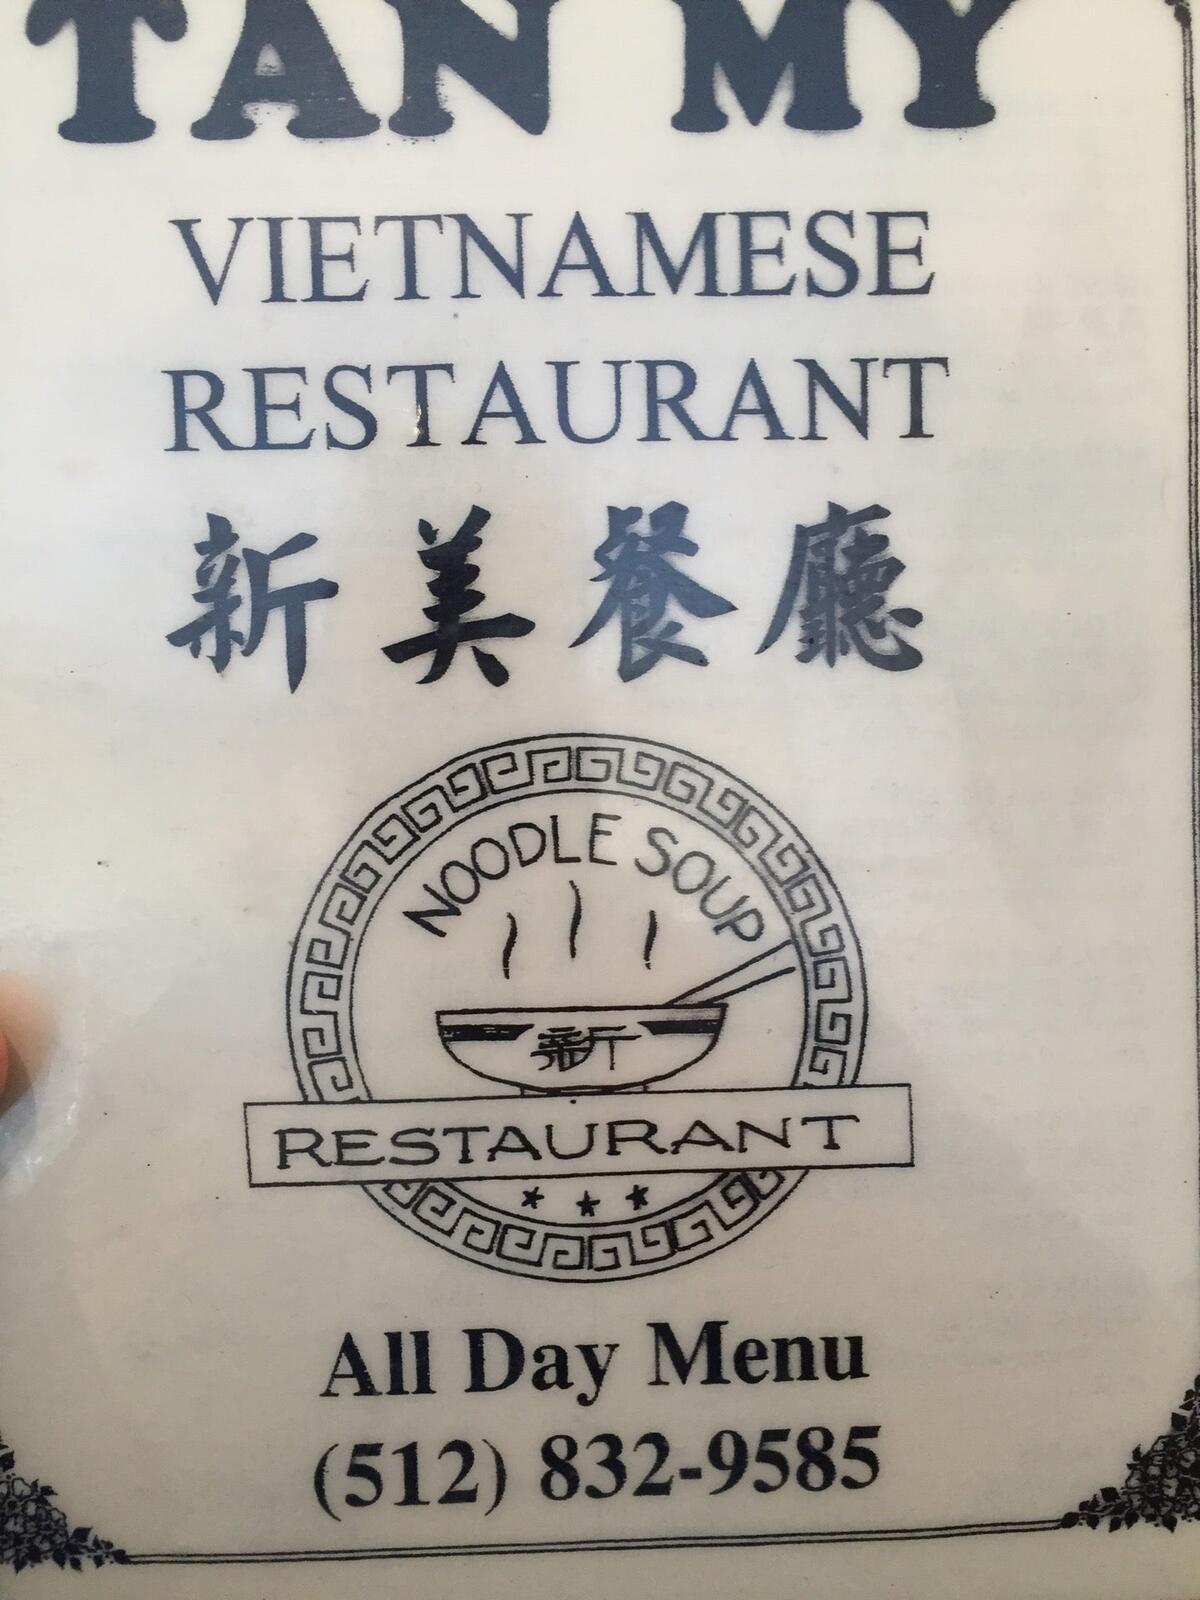 TAN MY
VIETNAMESE
RESTAURANT
新美餐廳
NOODLE SOUP
新
RESTAURANT
All Day Menu
(512) 832-9585